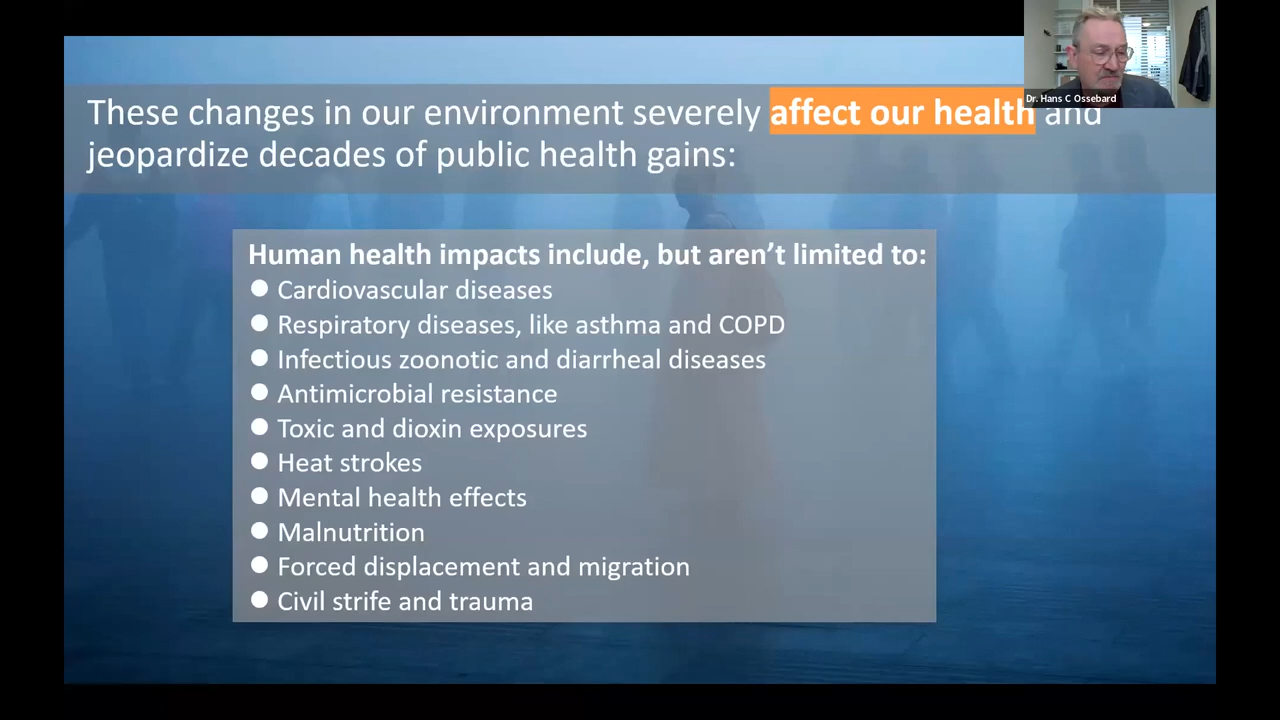 These changes in our environment severely affect our health and
jeopardize decades of public health gains:
Dr. Hans C Ossebard
Human health impacts include, but aren’t limited to:
● Cardiovascular diseases
● Respiratory diseases, like asthma and COPD
● Infectious zoonotic and diarrheal diseases
● Antimicrobial resistance
● Toxic and dioxin exposures
● Heat strokes
● Mental health effects
● Malnutrition
● Forced displacement and migration
● Civil strife and trauma